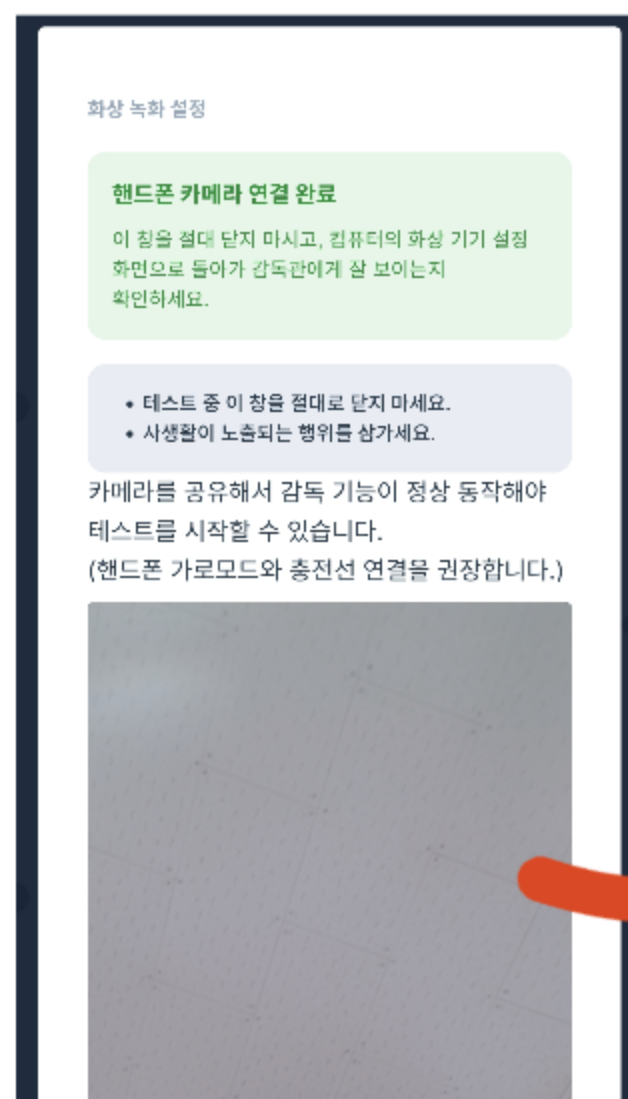 화상 녹화 설정
핸드폰 카메라 연결 완료
이 창을 절대 닫지 마시고, 컴퓨터의 화상 기기 설정
화면으로 돌아가 감독관에게 잘 보이는지
확인하세요.
• 테스트 중 이 창을 절대로 닫지 마세요.
• 사생활이 노출되는 행위를 삼가세요.
카메라를 공유해서 감독 기능이 정상 동작해야
테스트를 시작할 수 있습니다.
(핸드폰 가로모드와 충전선 연결을 권장합니다.)